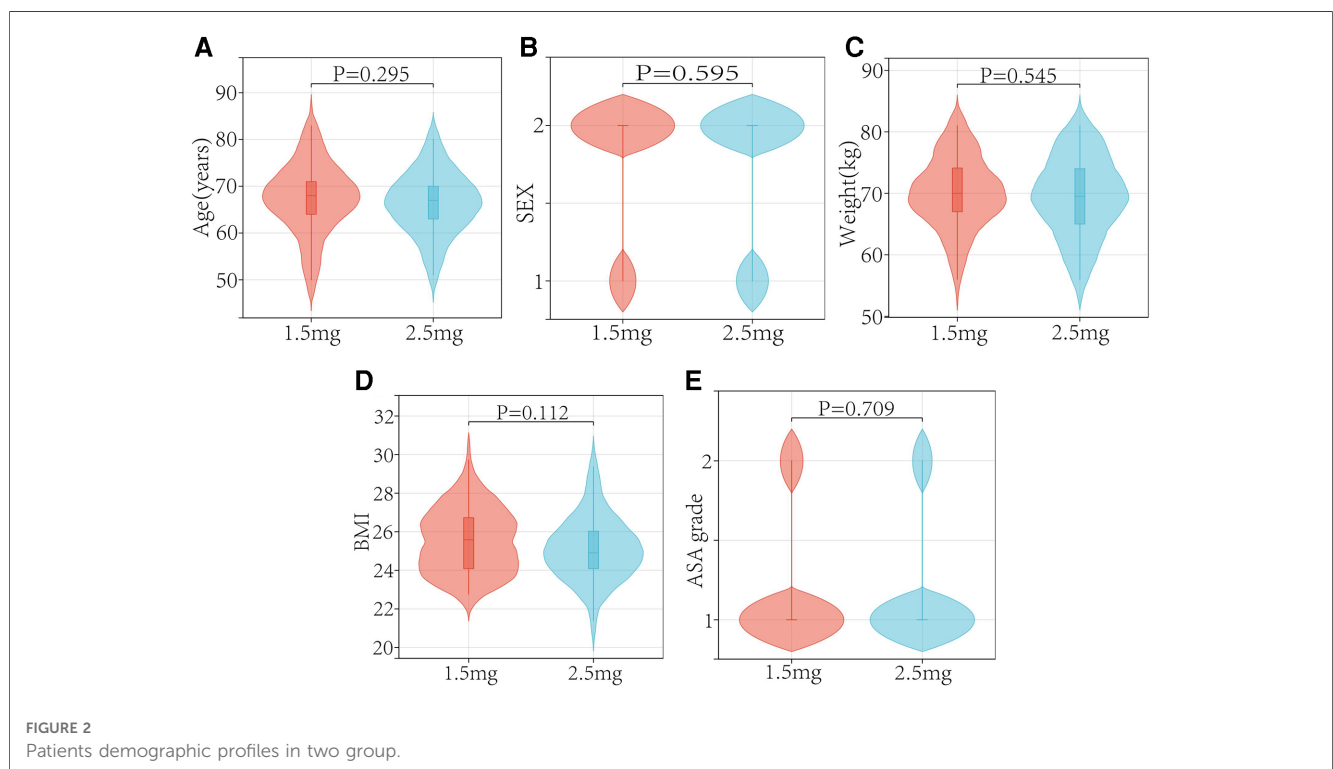 A
P=0.295
Age(years)
90
80
70
60
50
1.5mg
2.5mg
B
P=0.595
SEX
2
1
1.5mg
2.5mg
C
P=0.545
Weight(kg)
90
80
70
60
50
1.5mg
2.5mg
D
P=0.112
BMI
32
30
28
26
24
22
20
1.5mg
2.5mg
E
P=0.709
ASA grade
2
1
1.5mg
2.5mg
FIGURE 2
Patients demographic profiles in two group.